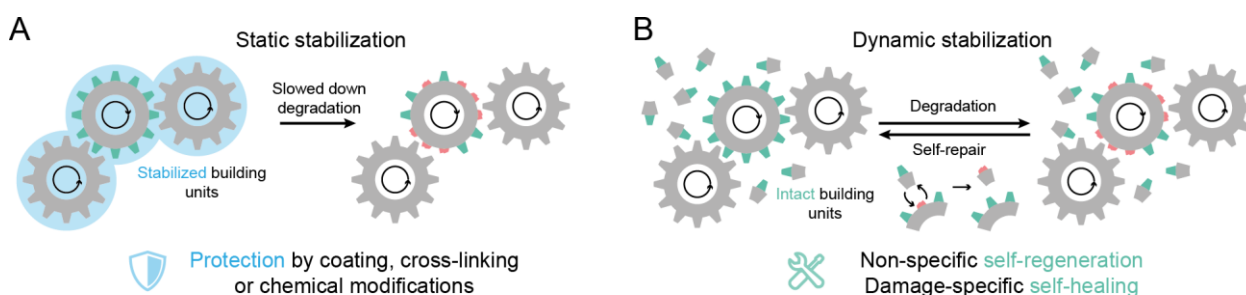 A
Static stabilization
Slowed down
degradation
Stabilized building
units
Protection by coating, cross-linking
or chemical modifications
B
Dynamic stabilization
Degradation
Self-repair
Intact building
units
Non-specific self-regeneration
Damage-specific self-healing